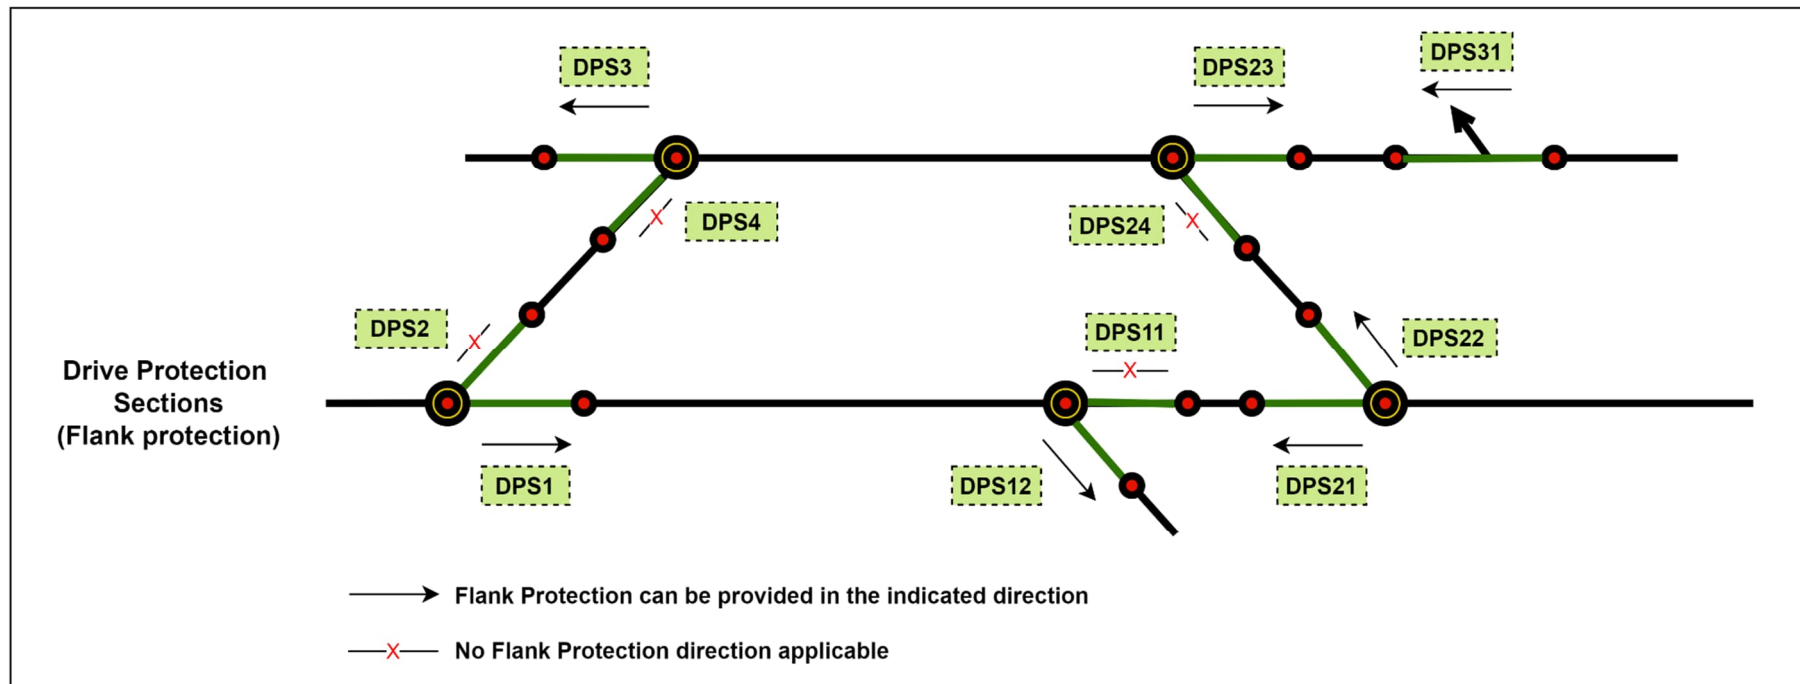 DPS3
DPS23
DPS31
DPS4
DPS24
DPS2
DPS11
DPS22
Drive Protection
Sections
(Flank protection)
DPS1
DPS12
DPS21
Flank Protection can be provided in the indicated direction
No Flank Protection direction applicable